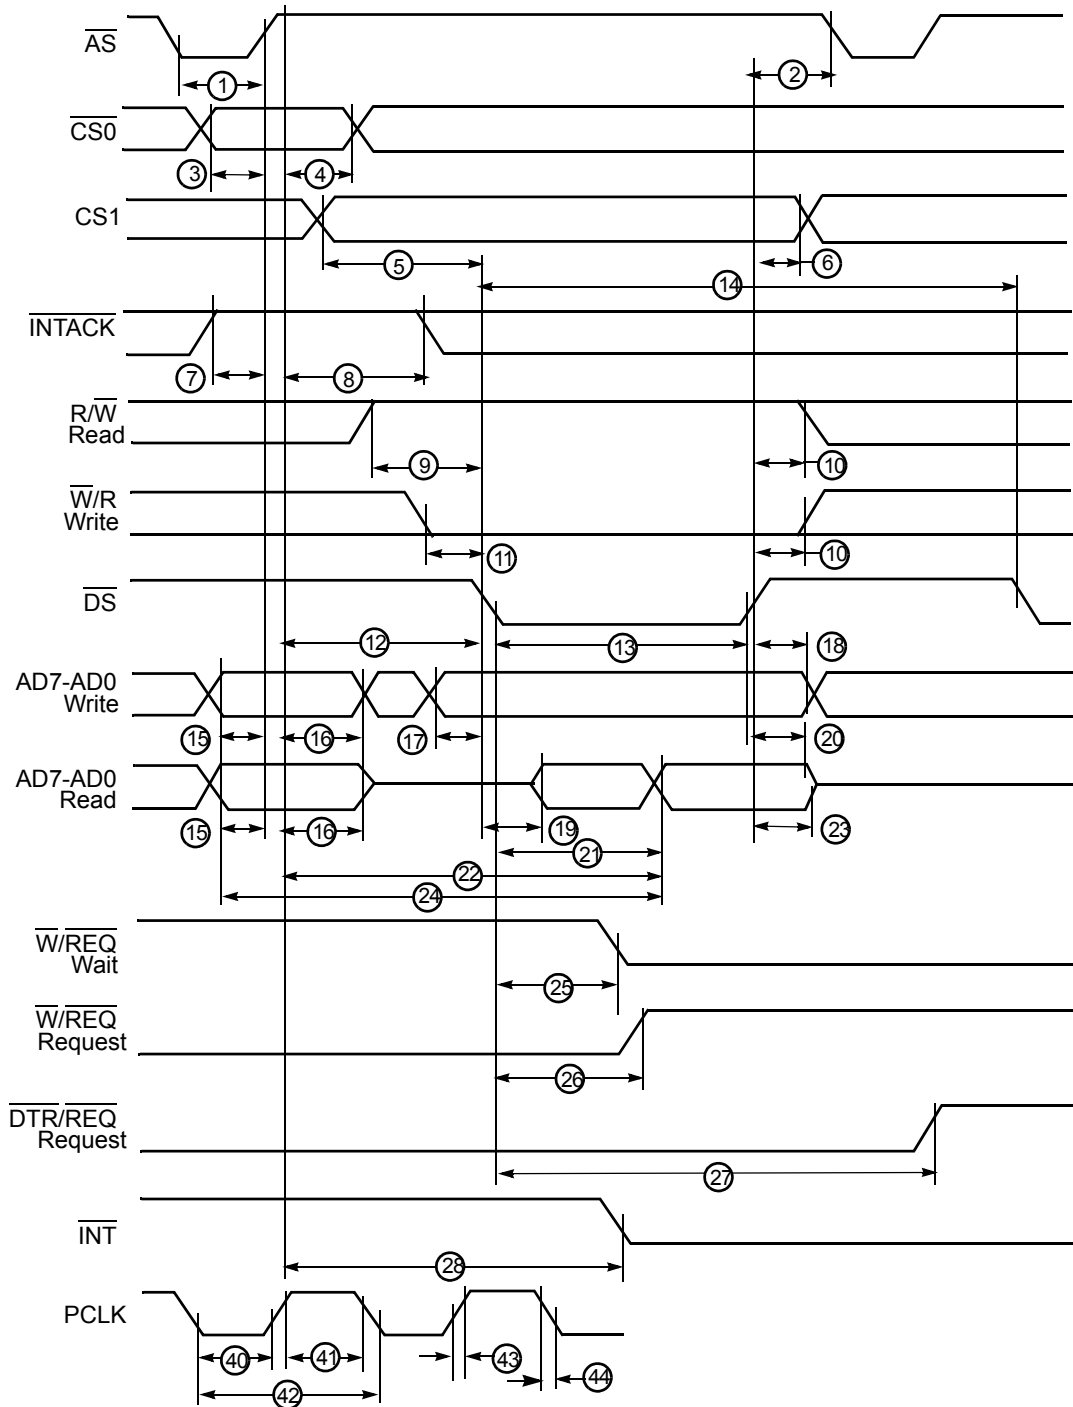 AS
1
2
CS0
3
4
CS1
5
6
14
INTACK
7
8
R/W
Read
9
10
W/R
Write
11
10
DS
12
13
18
AD7-AD0
Write
15
16
17
20
AD7-AD0
Read
15
16
19
23
21
22
24
W/REQ
Wait
25
W/REQ
Request
26
DTR/REQ
Request
27
INT
28
PCLK
40
41
43
42
44